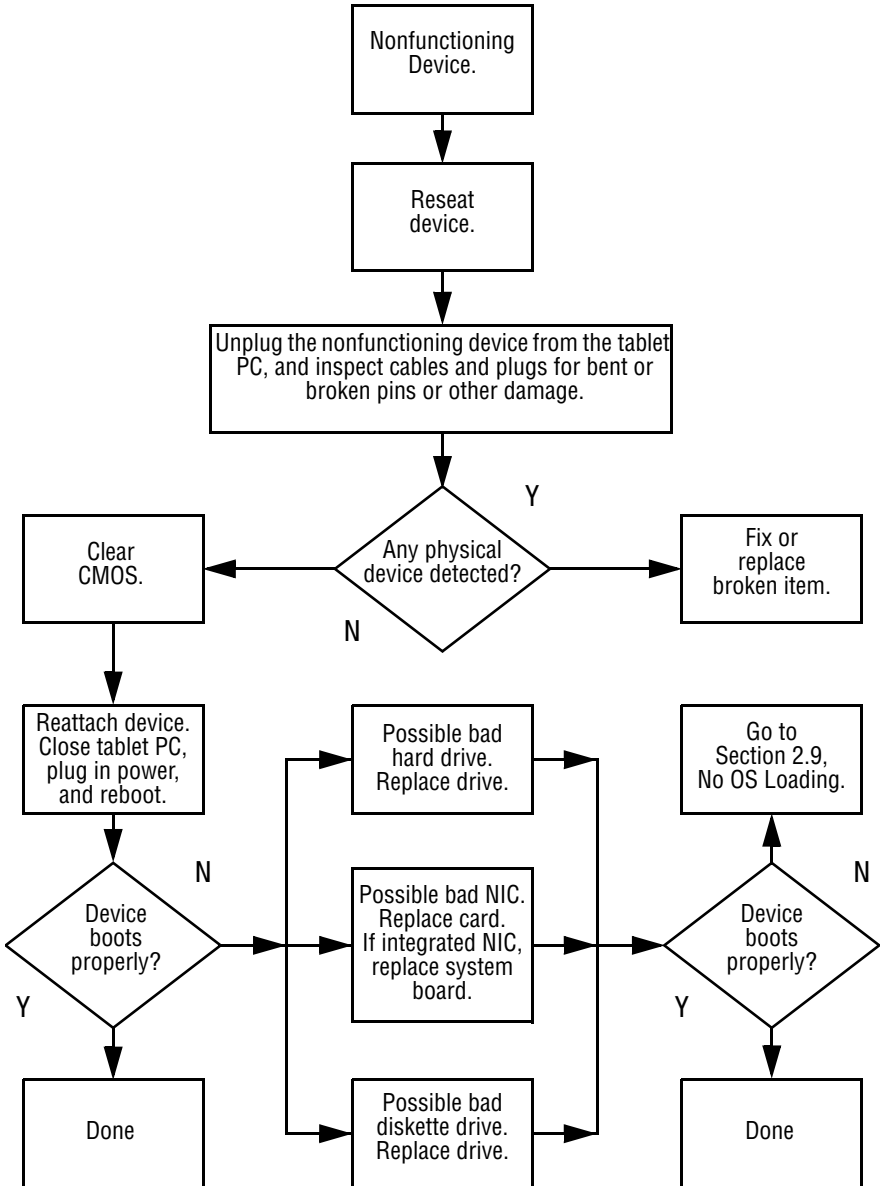 Nonfunctioning
Device.
Reseat
device.
Unplug the nonfunctioning device from the tablet
PC, and inspect cables and plugs for bent or
broken pins or other damage.
Y
Clear
CMOS.
Any physical
device detected?
Fix or
replace
broken item.
N
Reattach device.
Close tablet PC,
plug in power,
and reboot.
Possible bad
hard drive.
Replace drive.
Go to
Section 2.9,
No OS Loading.
N
N
Device
boots
properly?
Possible bad NIC.
Replace card.
If integrated NIC,
replace system
board.
Device
boots
properly?
Y
Y
Done
Possible bad
diskette drive.
Replace drive.
Done